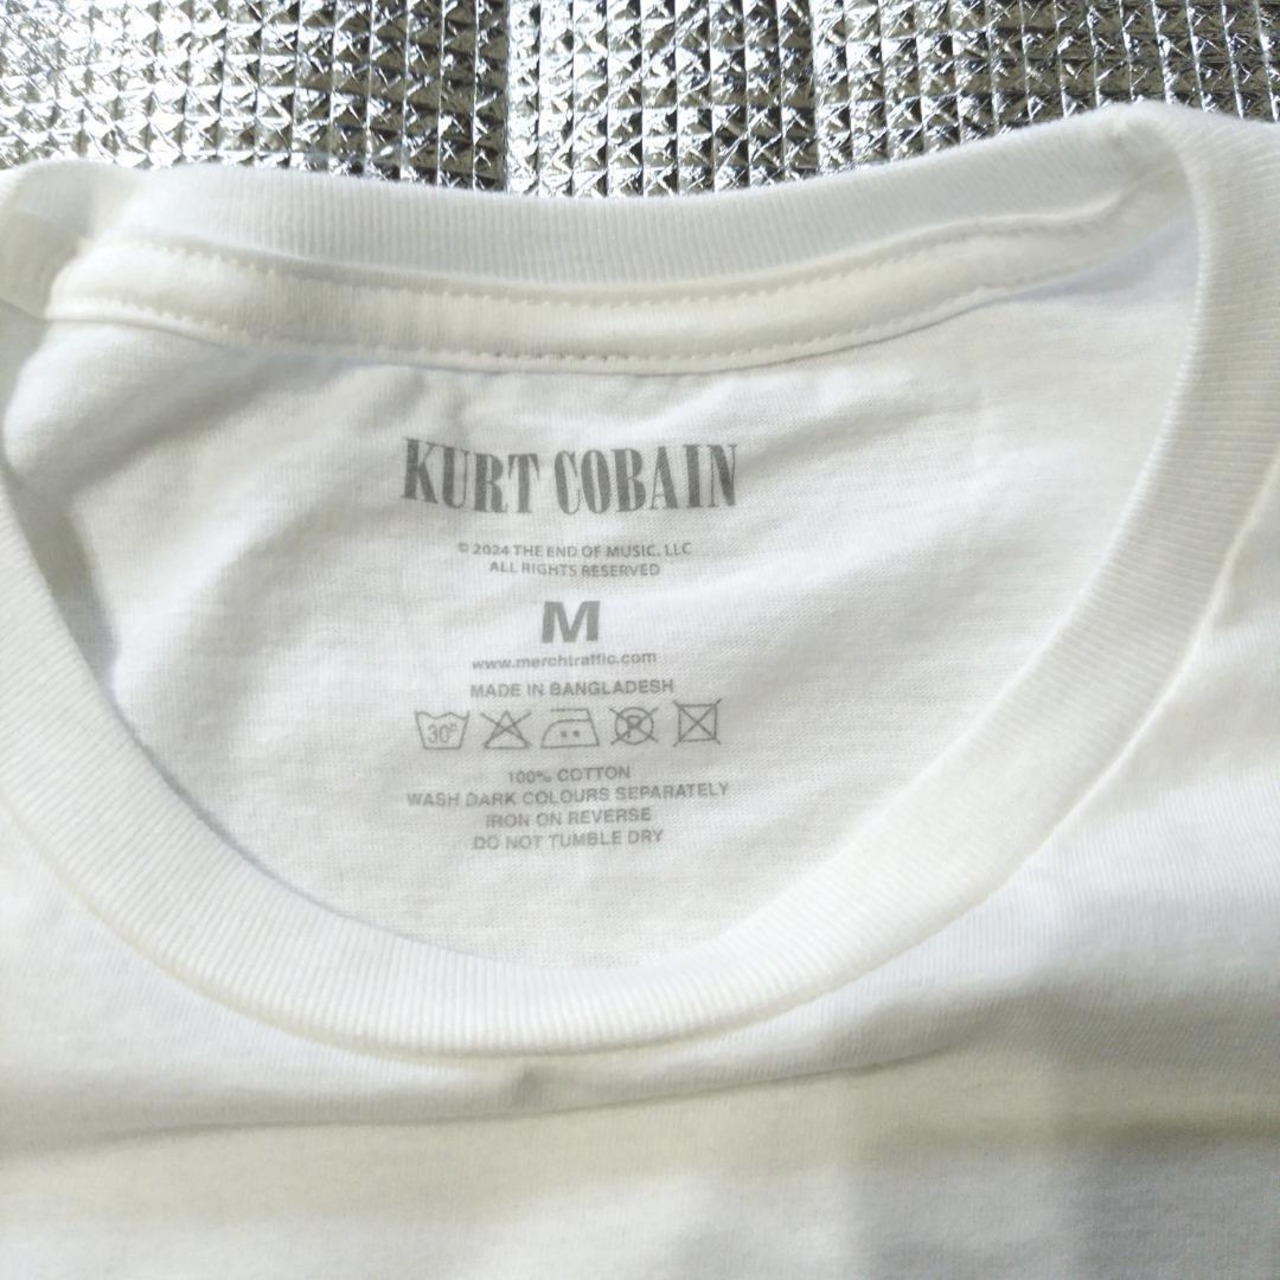 KURT COBAIN
© 2024 THE END OF MUSIC, LLC
ALL RIGHTS RESERVED
M
www.merchtraffic.com
MADE IN BANGLADESH
30° P
100% COTTON
WASH DARK COLOURS SEPARATELY
IRON ON REVERSE
DO NOT TUMBLE DRY